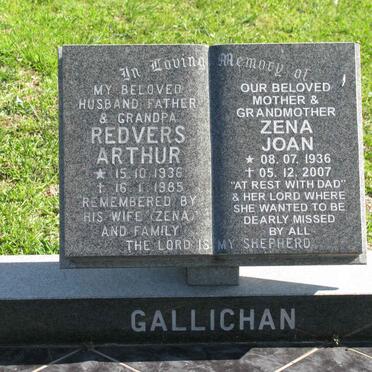 In Loving Memory of
MY BELOVED
HUSBAND FATHER
& GRANDPA
REDVERS
ARTHUR
★ 15.10.1936
† 16.1.1985
REMEMBERED BY
HIS WIFE (ZENA)
AND FAMILY
OUR BELOVED
MOTHER &
GRANDMOTHER
ZENA
JOAN
★ 08.07.1936
† 05.12.2007
"AT REST WITH DAD"
& HER LORD WHERE
SHE WANTED TO BE
DEARLY MISSED
BY ALL
THE LORD IS MY SHEPHERD
GALLICHAN